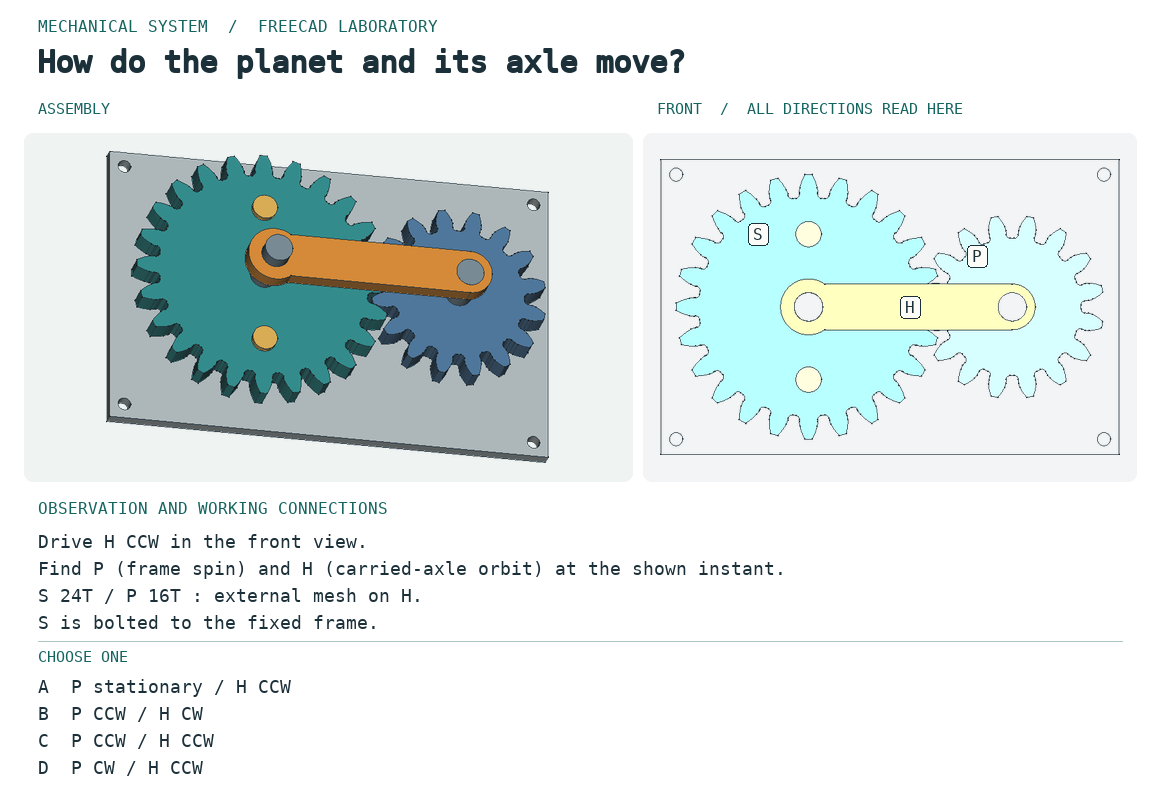 MECHANICAL SYSTEM / FREECAD LABORATORY
How do the planet and its axle move?
ASSEMBLY
FRONT / ALL DIRECTIONS READ HERE
S
P
H
OBSERVATION AND WORKING CONNECTIONS
Drive H CCW in the front view.
Find P (frame spin) and H (carried-axle orbit) at the shown instant.
S 24T / P 16T : external mesh on H.
S is bolted to the fixed frame.
CHOOSE ONE
A P stationary / H CCW
B P CCW / H CW
C P CCW / H CCW
D P CW / H CCW